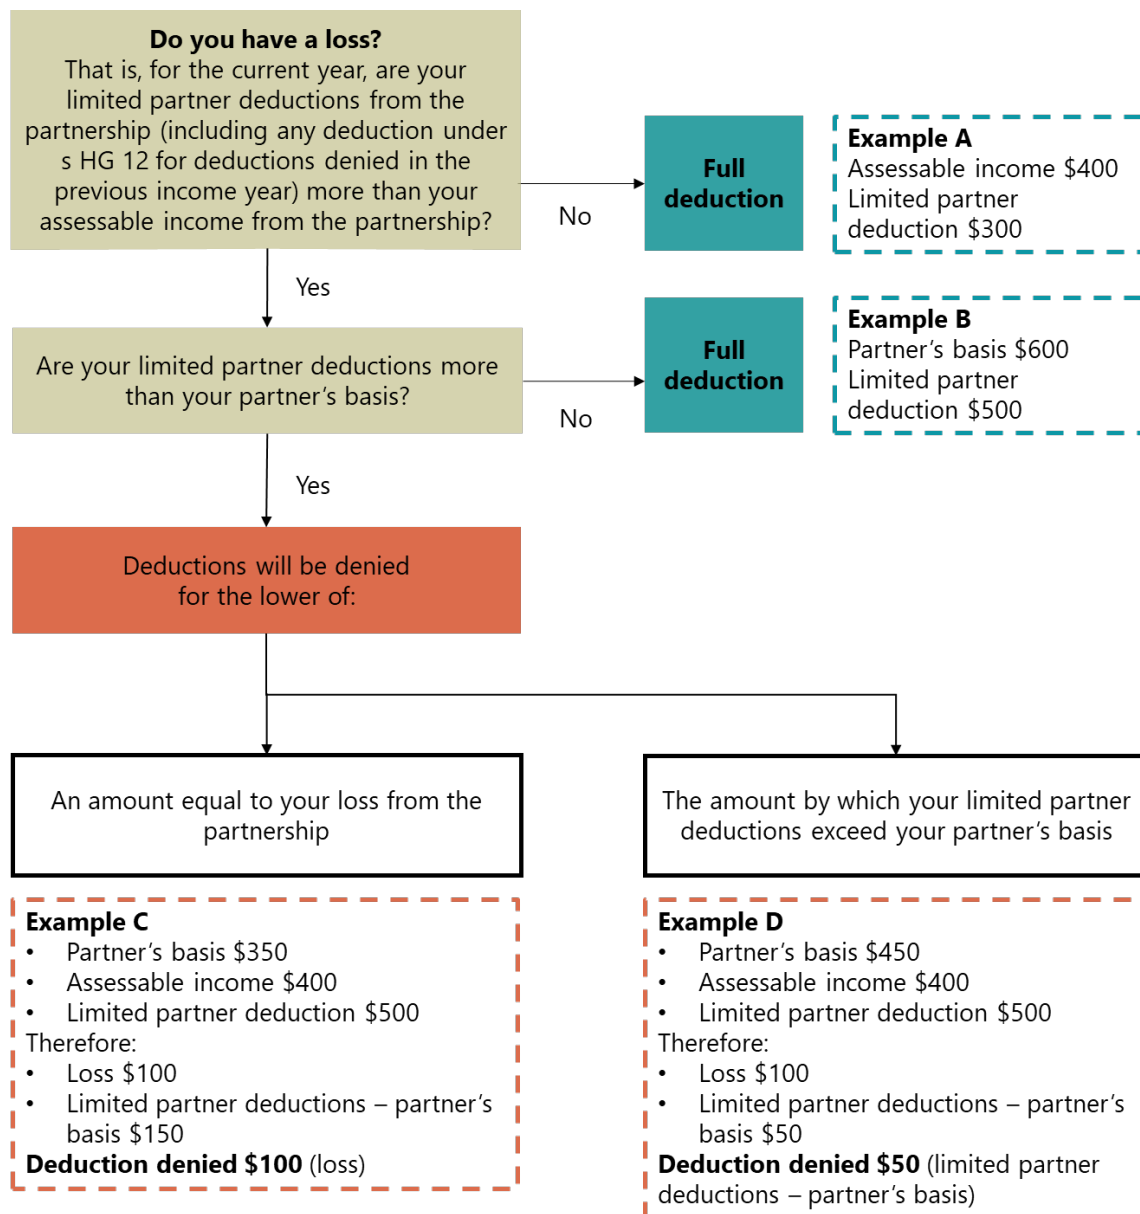 Do you have a loss?
That is, for the current year, are your
limited partner deductions from the
partnership (including any deduction under
s HG 12 for deductions denied in the
previous income year) more than your
assessable income from the partnership?
No
Full
deduction
Example A
Assessable income $400
Limited partner
deduction $300
Yes
Are your limited partner deductions more
than your partner’s basis?
No
Full
deduction
Example B
Partner’s basis $600
Limited partner
deduction $500
Yes
Deductions will be denied
for the lower of:
An amount equal to your loss from the
partnership
The amount by which your limited partner
deductions exceed your partner’s basis
Example C
• Partner’s basis $350
• Assessable income $400
• Limited partner deduction $500
Therefore:
• Loss $100
• Limited partner deductions – partner’s
basis $150
Deduction denied $100 (loss)
Example D
• Partner’s basis $450
• Assessable income $400
• Limited partner deduction $500
Therefore:
• Loss $100
• Limited partner deductions – partner’s
basis $50
Deduction denied $50 (limited partner
deductions – partner’s basis)